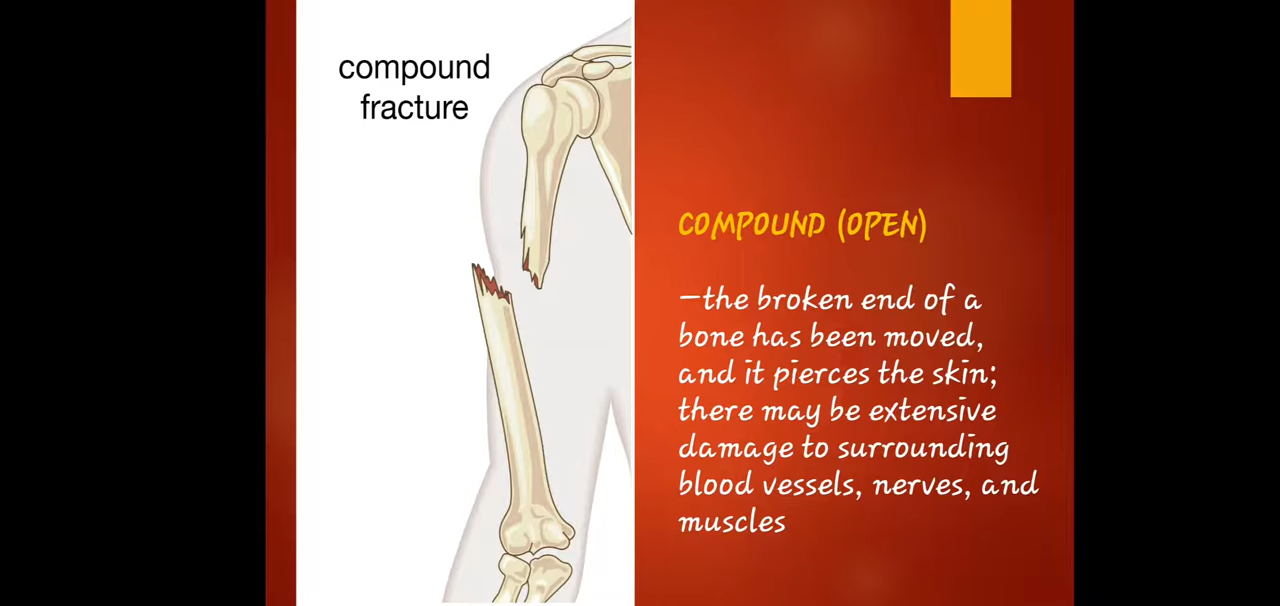 compound
fracture
COMPOUND (OPEN)
–the broken end of a
bone has been moved,
and it pierces the skin;
there may be extensive
damage to surrounding
blood vessels, nerves, and
muscles